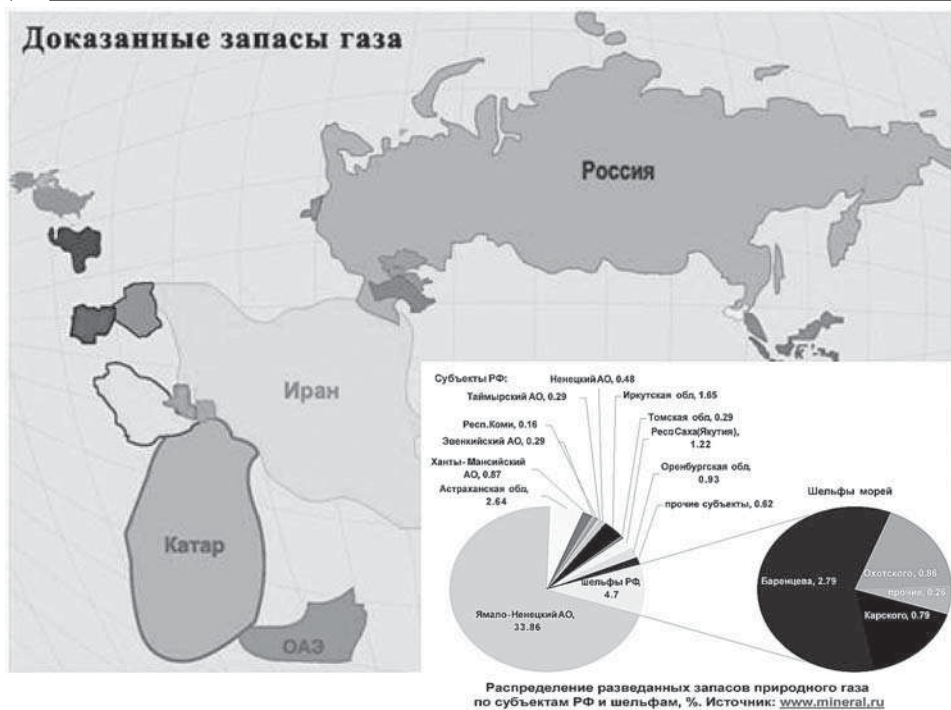 Доказанные запасы газа
Россия
Иран
Катар
ОАЭ
Субъекты РФ:
Ненецкий АО, 0.48
Таймырский АО, 0.29
Иркутская обл, 1.65
Респ.Коми, 0.16
Томская обл, 0.29
Эвенкийский АО, 0.29
Респ Саха(Якутия),
1.22
Ханты- Мансийский
АО, 0.87
Оренбургская обл,
0.93
Астраханская обл,
2.64
прочие субъекты, 0.62
шельфы РФ,
4.7
Ямало-Ненецкий АО,
33.86
Шельфы морей
Баренцева, 2.79
Охотского, 0.86
прочие, 0.26
Карского, 0.79
Распределение разведанных запасов природного газа
по субъектам РФ и шельфам, %. Источник: www.mineral.ru